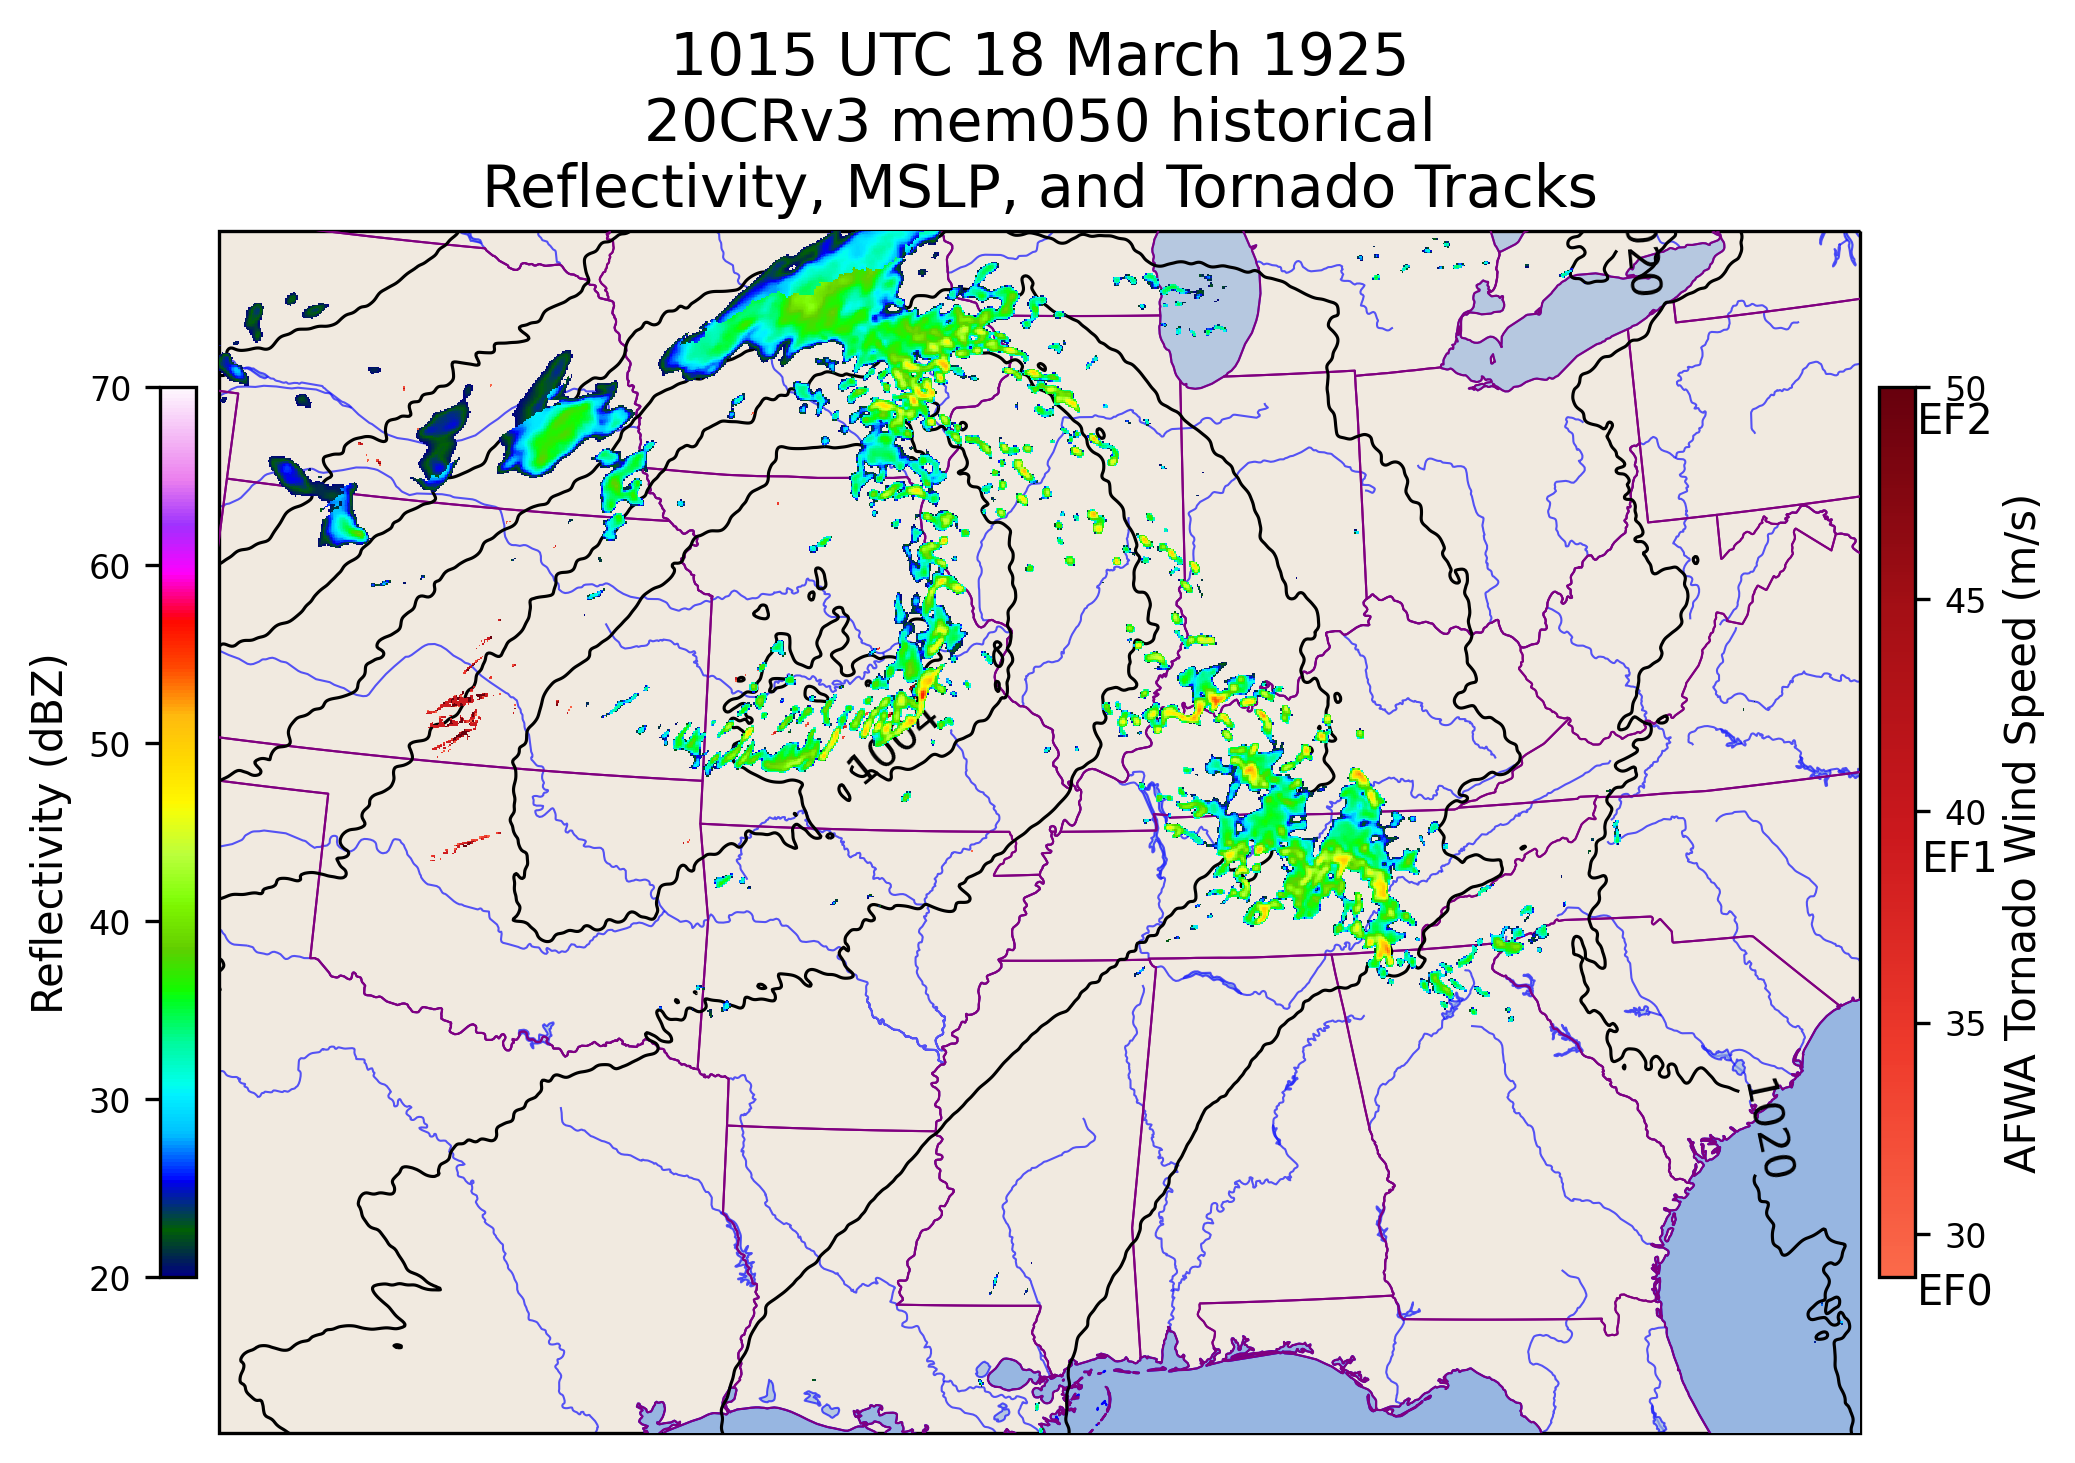 1015 UTC 18 March 1925
20CRv3 mem050 historical
Reflectivity, MSLP, and Tornado Tracks
Reflectivity (dBZ)
70
60
50
40
30
20
1004
1020
50
EF2
45
40
EF1
35
30
EF0
AFWA Tornado Wind Speed (m/s)